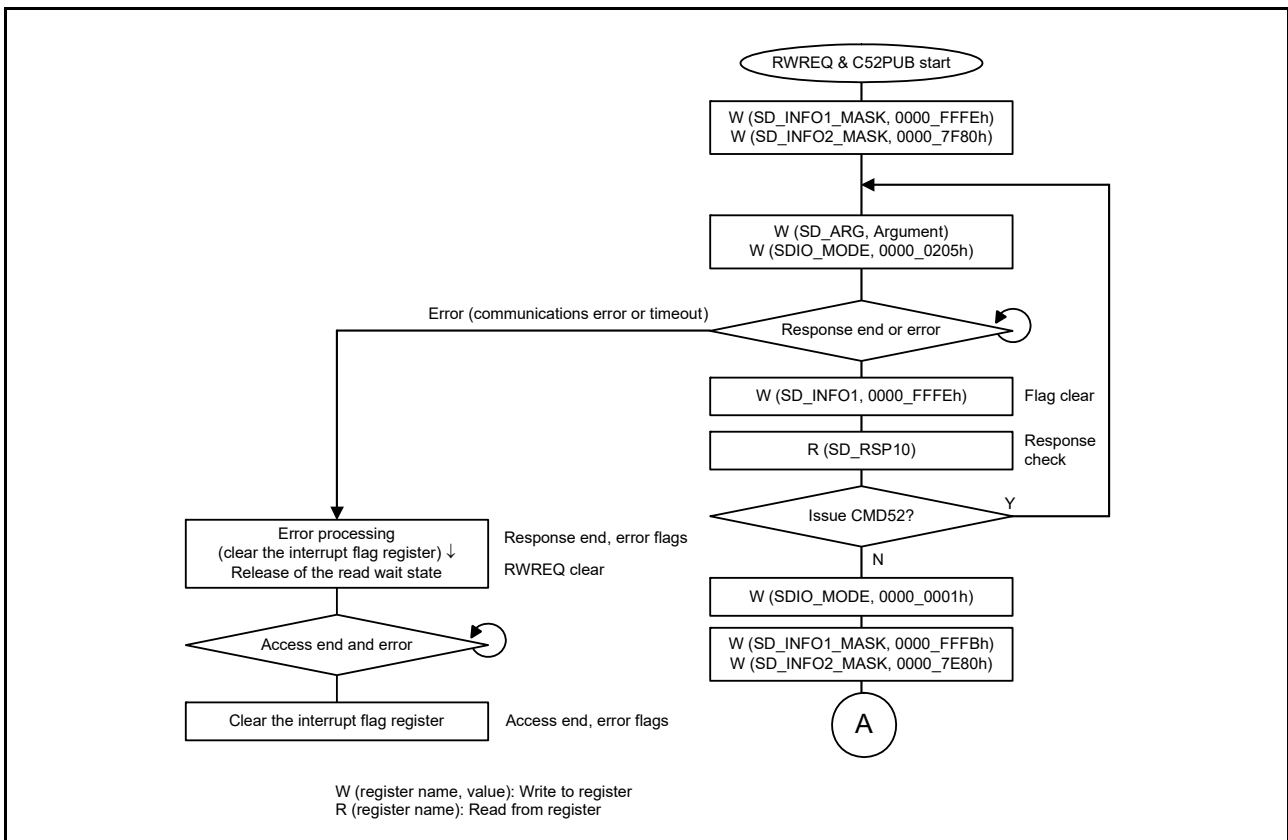 RWREQ & C52PUB start
W (SD_INFO1_MASK, 0000_FFFEh)
W (SD_INFO2_MASK, 0000_7F80h)
W (SD_ARG, Argument)
W (SDIO_MODE, 0000_0205h)
Error (communications error or timeout)
Response end or error
W (SD_INFO1, 0000_FFFEh)
Flag clear
R (SD_RSP10)
Response
check
Issue CMD52?
Y
N
W (SDIO_MODE, 0000_0001h)
W (SD_INFO1_MASK, 0000_FFFBh)
W (SD_INFO2_MASK, 0000_7E80h)
A
Error processing
(clear the interrupt flag register) ↓
Release of the read wait state
Response end, error flags
RWREQ clear
Access end and error
Clear the interrupt flag register
Access end, error flags
W (register name, value): Write to register
R (register name): Read from register